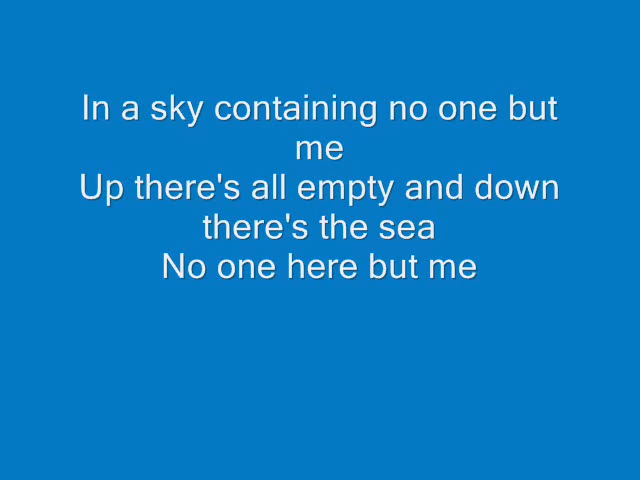 In a sky containing no one but
me
Up there's all empty and down
there's the sea
No one here but me